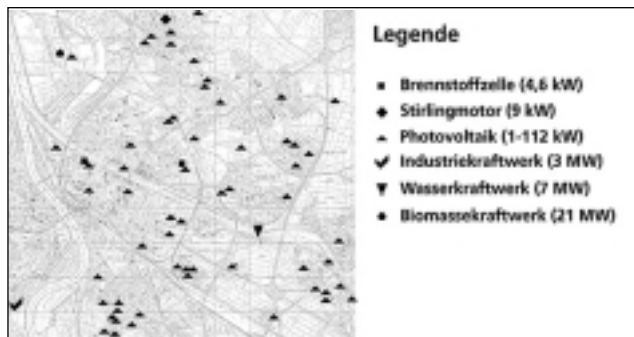 Legende
Brennstoffzelle (4,6 kW)
Stirlingmotor (9 kW)
Photovoltaik (1-112 kW)
Industriekraftwerk (3 MW)
Wasserkraftwerk (7 MW)
Biomassekraftwerk (21 MW)